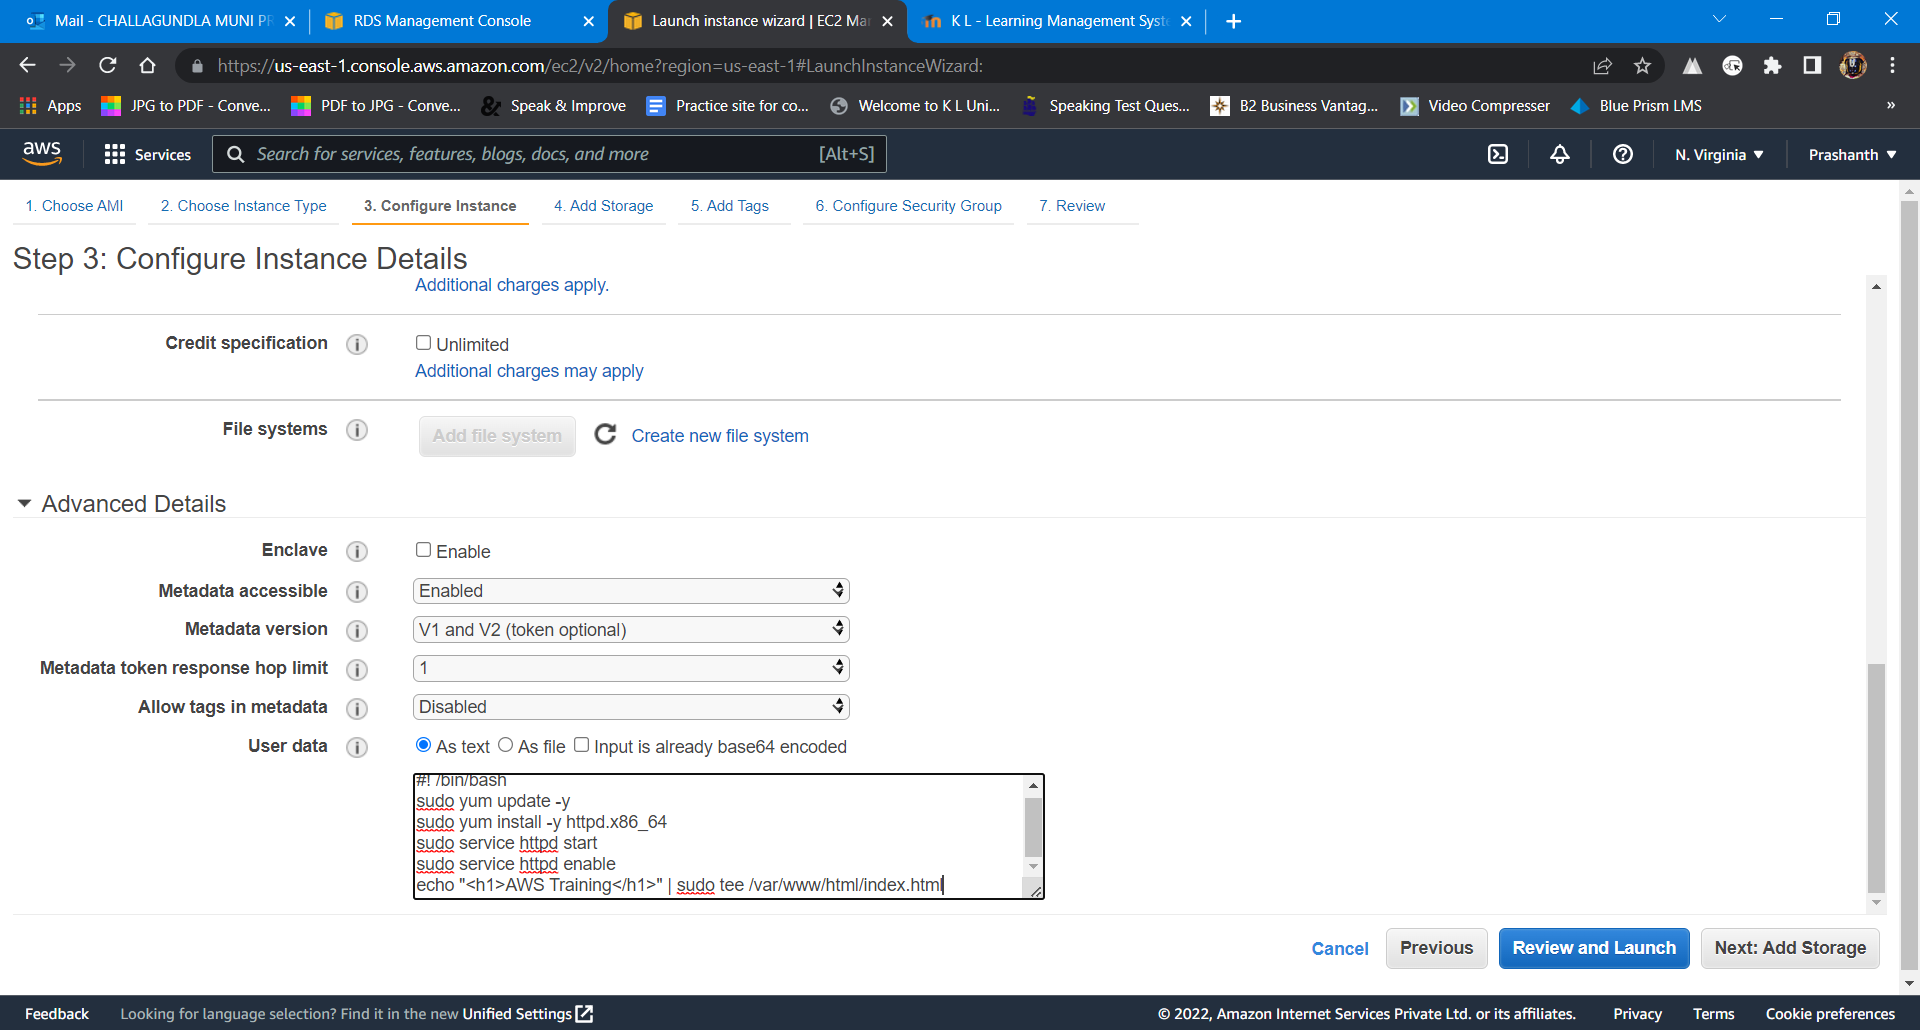 Mail - CHALLAGUNDLA MUNI PR
RDS Management Console
Launch instance wizard | EC2 Ma
K L - Learning Management Syst
https://us-east-1.console.aws.amazon.com/ec2/v2/home?region=us-east-1#LaunchInstanceWizard:
Apps
JPG to PDF - Conve...
PDF to JPG - Conve...
Speak & Improve
Practice site for co...
Welcome to K L Uni...
Speaking Test Ques...
B2 Business Vantag...
Video Compresser
Blue Prism LMS
»
aws
Services
Search for services, features, blogs, docs, and more
[Alt+S]
N. Virginia
Prashanth
1. Choose AMI
2. Choose Instance Type
3. Configure Instance
4. Add Storage
5. Add Tags
6. Configure Security Group
7. Review
Step 3: Configure Instance Details
Additional charges apply.
Credit specification
Unlimited
Additional charges may apply
File systems
Add file system
Create new file system
Advanced Details
Enclave
Enable
Metadata accessible
Enabled
Metadata version
V1 and V2 (token optional)
Metadata token response hop limit
1
Allow tags in metadata
Disabled
User data
As text
As file
Input is already base64 encoded
#! /bin/bash
sudo yum update -y
sudo yum install -y httpd.x86_64
sudo service httpd start
sudo service httpd enable
echo "<h1>AWS Training</h1>" | sudo tee /var/www/html/index.html
Cancel
Previous
Review and Launch
Next: Add Storage
Feedback
Looking for language selection? Find it in the new Unified Settings
© 2022, Amazon Internet Services Private Ltd. or its affiliates.
Privacy
Terms
Cookie preferences